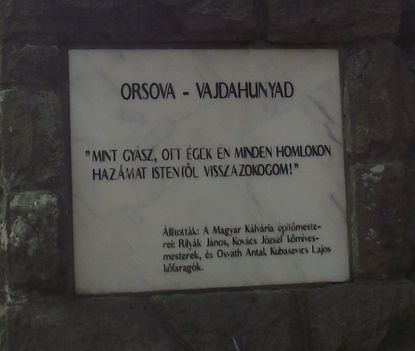 ORSOVA - VAJDAHUNYAD
"MINT GYÁSZ, OTT ÉGEK ÉN MINDEN HOMLOKON
HAZÁMAT ISTENTŐL VISSZAZOKOGOM!"
Állították: A Magyar Kálvária építőmeste-
rei: Rilyák János, Kovács József kőmives-
mesterek, és Osváth Antal, Kubasevics Lajos
kőfaragók.